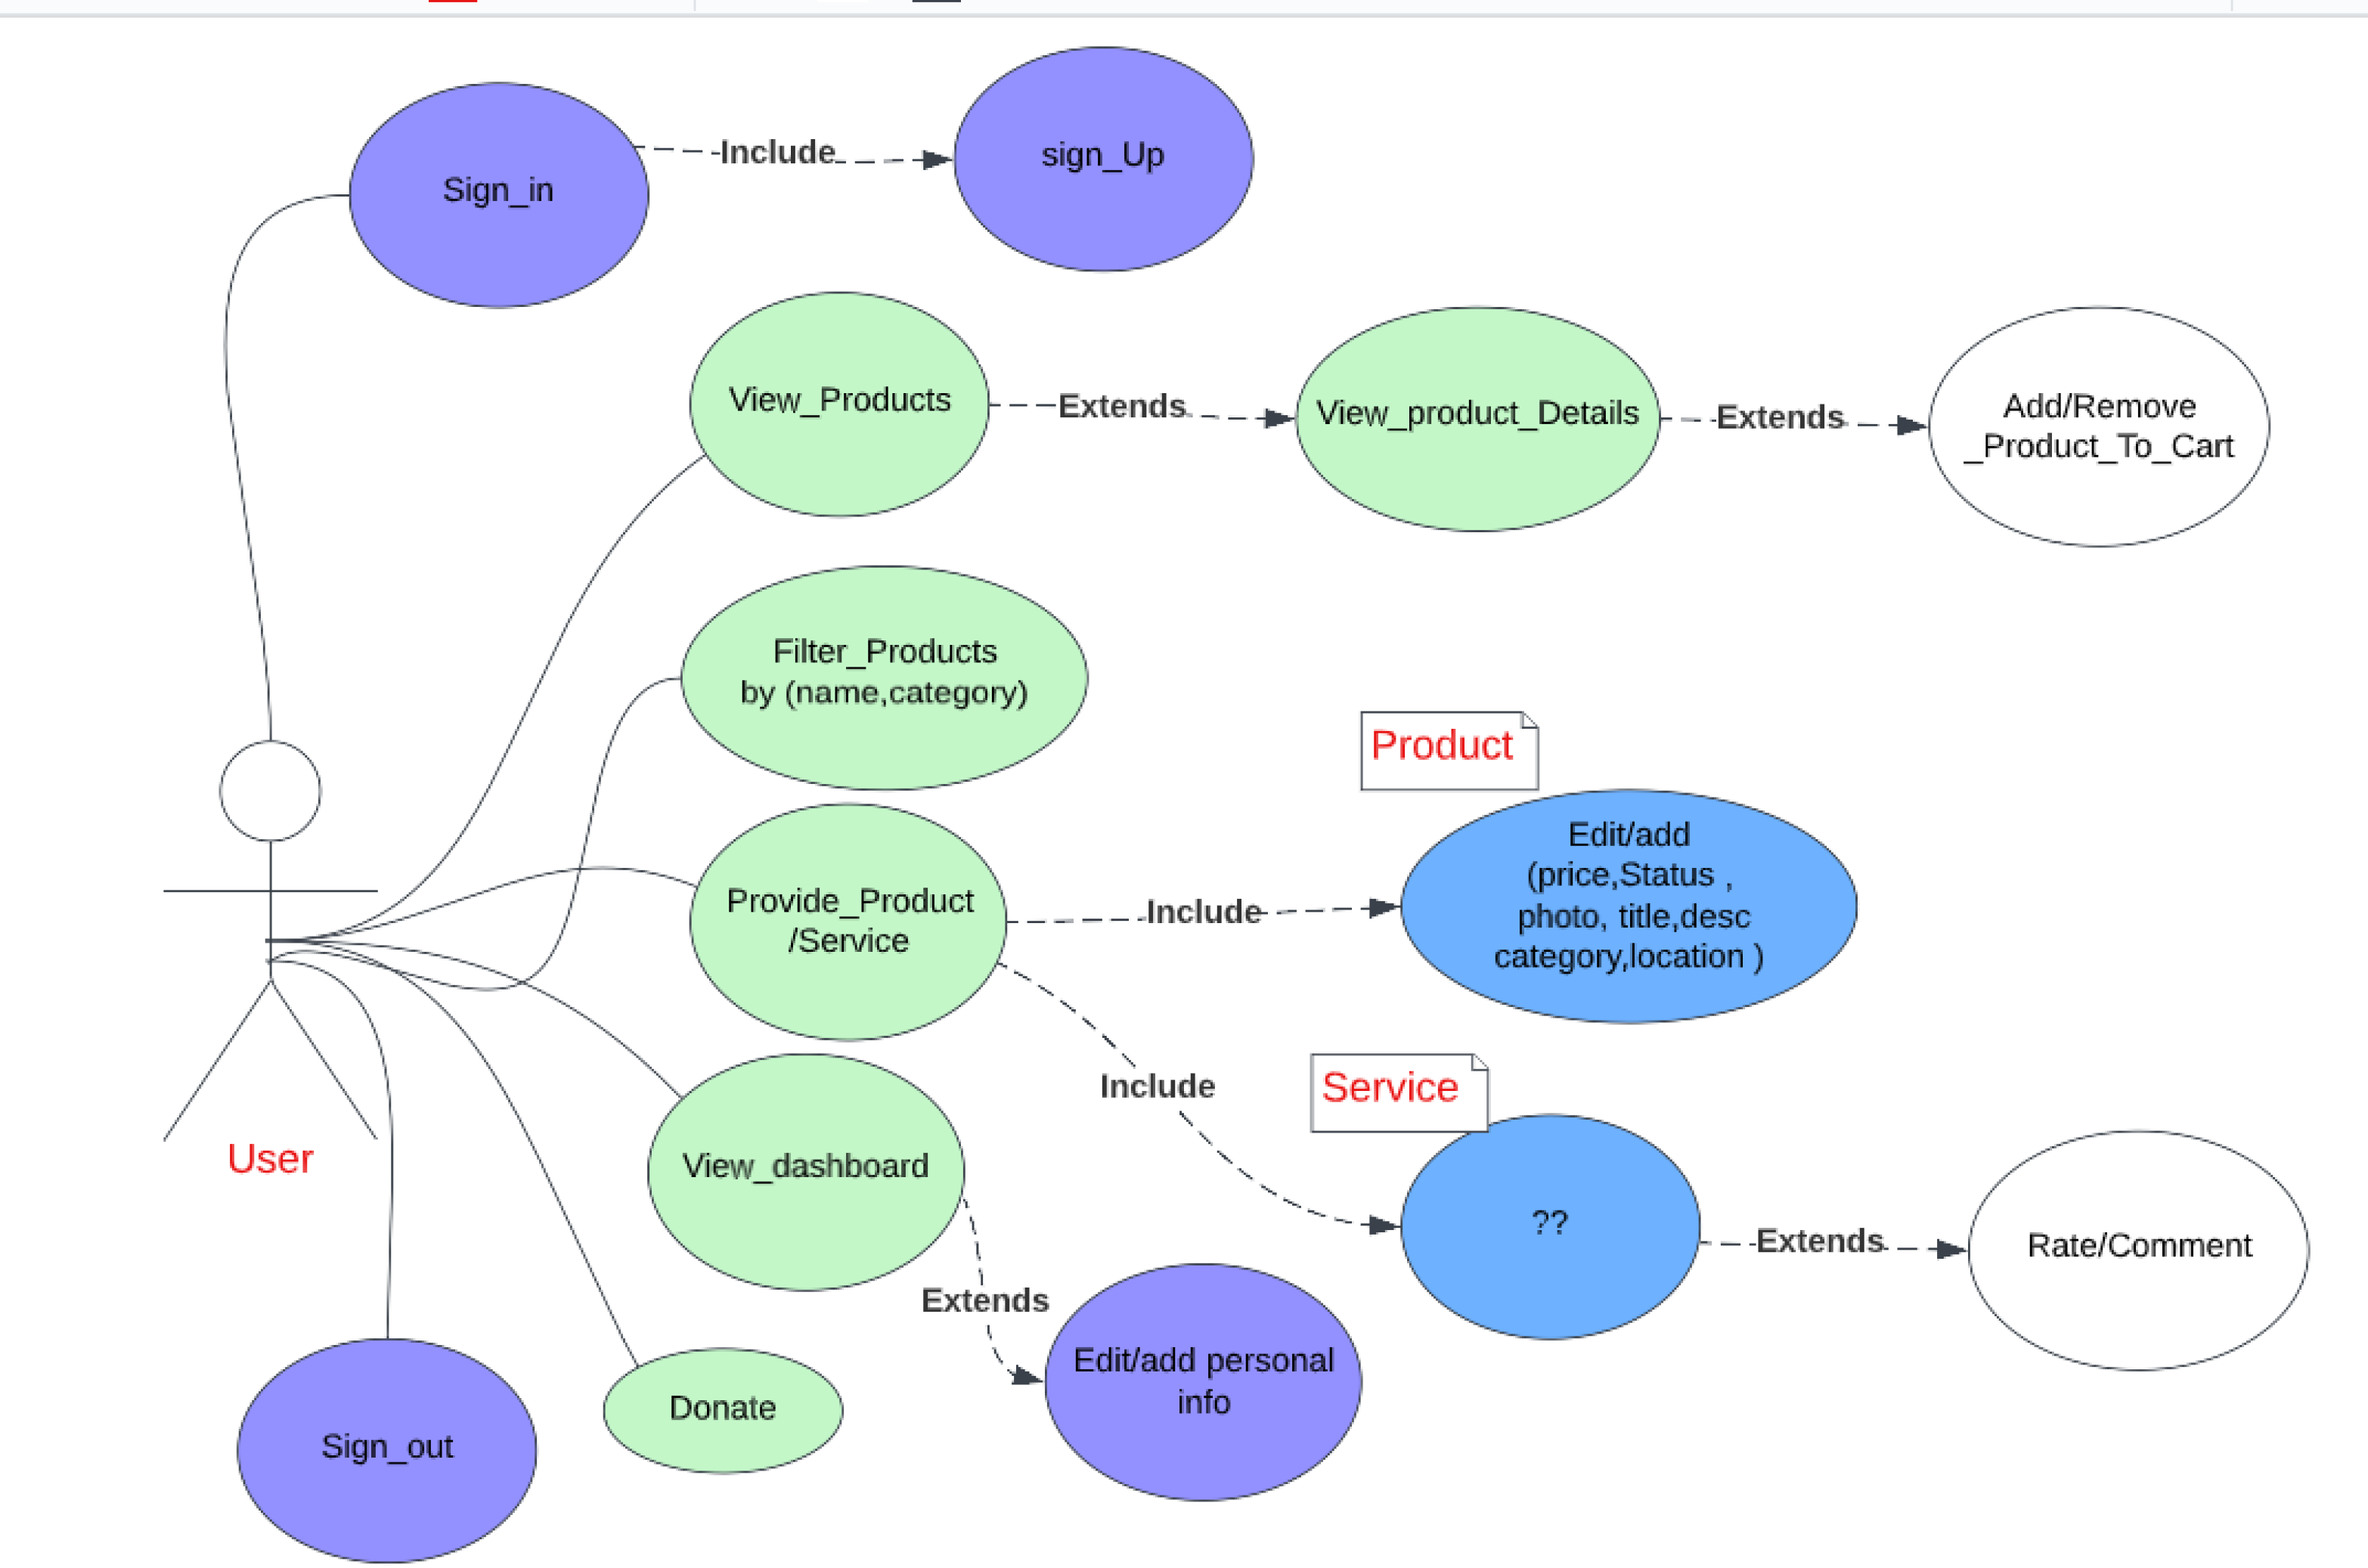 Sign_in
Include
sign_Up
View_Products
Extends
View_product_Details
Extends
Add/Remove
_Product_To_Cart
Filter_Products
by (name,category)
Product
Edit/add
(price,Status ,
photo, title,desc
category,location )
Provide_Product
/Service
Include
Include
Service
??
Extends
Rate/Comment
User
View_dashboard
Extends
Edit/add personal
info
Donate
Sign_out